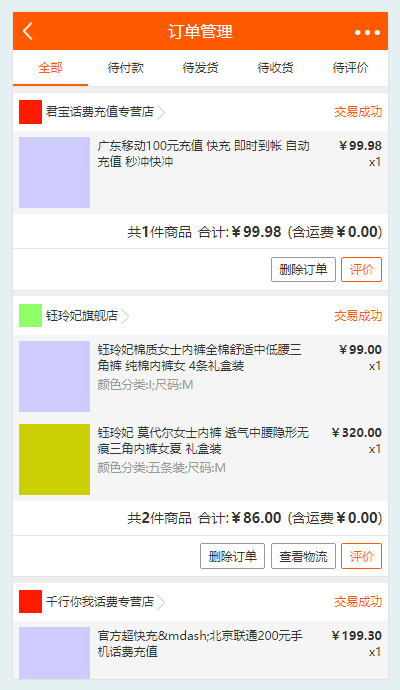 订单管理
全部 待付款 待发货 待收货 待评价
君宝话费充值专营店 交易成功
广东移动100元充值 快充 即时到帐 自动 ￥99.98
充值 秒冲快冲 x1
共1件商品 合计:￥99.98 (含运费￥0.00)
删除订单 评价
钰玲妃旗舰店 交易成功
钰玲妃棉质女士内裤全棉舒适中低腰三 ￥99.00
角裤 纯棉内裤女 4条礼盒装 x1
颜色分类:I;尺码:M
钰玲妃 莫代尔女士内裤 透气中腰隐形无 ￥320.00
痕三角内裤女夏 礼盒装 x1
颜色分类:五条装;尺码:M
共2件商品 合计:￥86.00 (含运费￥0.00)
删除订单 查看物流 评价
千行你我话费专营店 交易成功
官方超快充&mdash;北京联通200元手 ￥199.30
机话费充值 x1